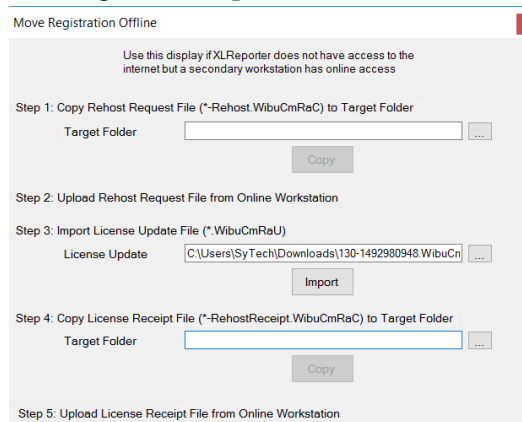 Move Registration Offline
Use this display if XLReporter does not have access to the
internet but a secondary workstation has online access
Step 1: Copy Rehost Request File (*-Rehost.WibuCmRaC) to Target Folder
Target Folder
...
Copy
Step 2: Upload Rehost Request File from Online Workstation
Step 3: Import License Update File (*.WibuCmRaU)
License Update C:\Users\SyTech\Downloads\130-1492980948.WibuCm ...
Import
Step 4: Copy License Receipt File (*-RehostReceipt.WibuCmRaC) to Target Folder
Target Folder
...
Copy
Step 5: Upload License Receipt File from Online Workstation